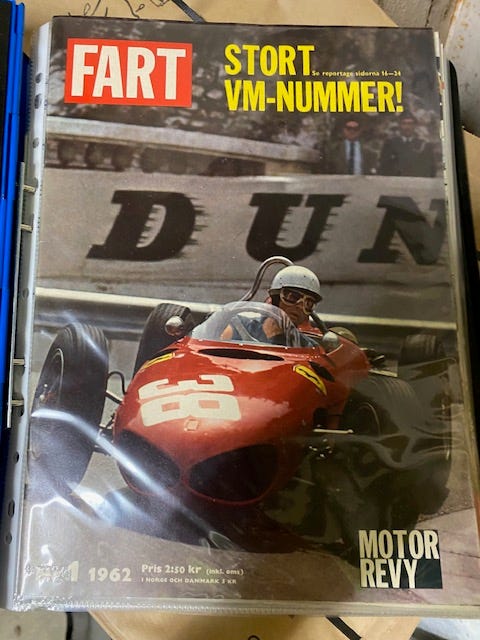 FART
STORT
Se reportage sidorna 16—24
VM-NUMMER!
DUN
38
1 1962
Pris 2:50 kr (inkl. oms)
I NORGE OCH DANMARK 3 KR
MOTOR
REVY